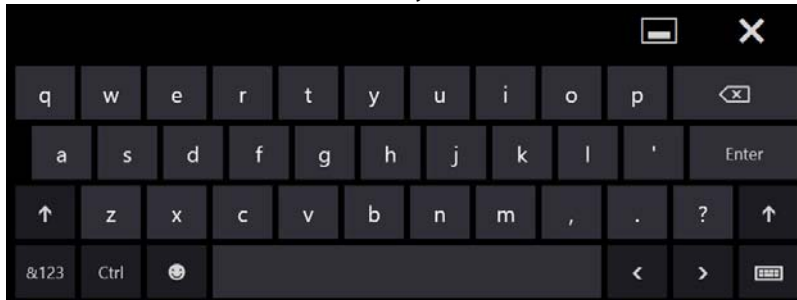 q w e r t y u i o p
a s d f g h j k l ' Enter
z x c v b n m , . ?
&123 Ctrl < >